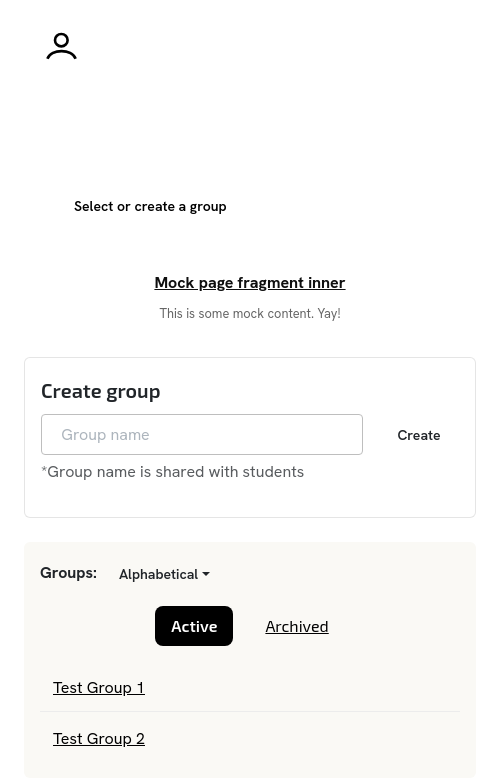 Select or create a group
Mock page fragment inner
This is some mock content. Yay!
Create group
Group name
Create
*Group name is shared with students
Groups:
Alphabetical
Active
Archived
Test Group 1
Test Group 2